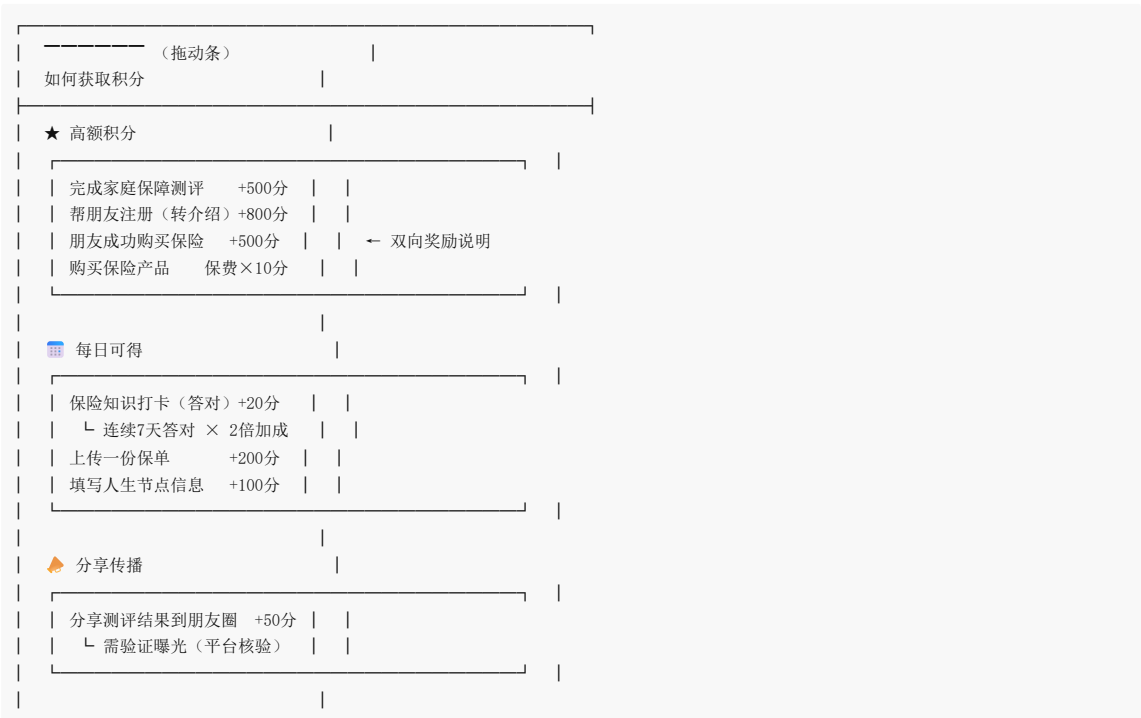 （拖动条）
如何获取积分
★ 高额积分
完成家庭保障测评 +500分
帮朋友注册（转介绍）+800分
朋友成功购买保险 +500分 ← 双向奖励说明
购买保险产品 保费×10分
每日可得
保险知识打卡（答对）+20分
└ 连续7天答对 × 2倍加成
上传一份保单 +200分
填写人生节点信息 +100分
分享传播
分享测评结果到朋友圈 +50分
└ 需验证曝光（平台核验）